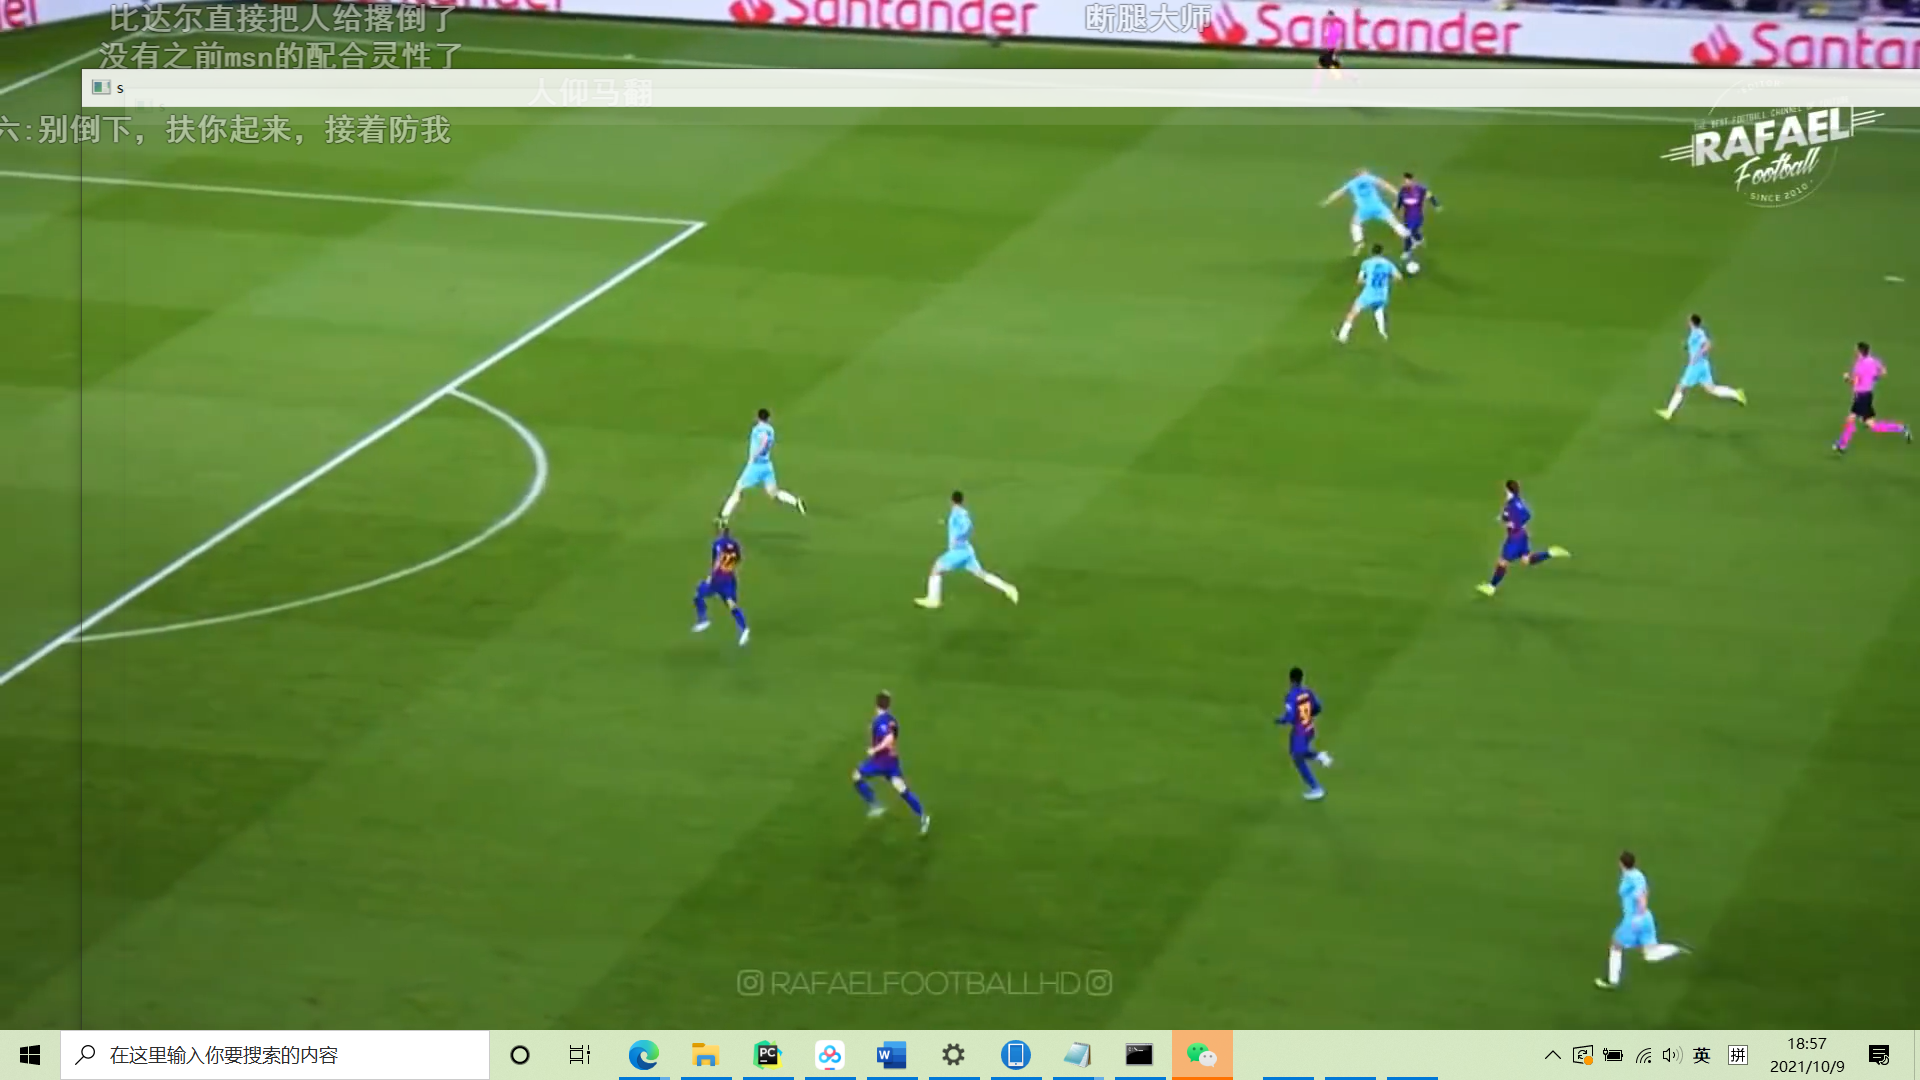 比达尔直接把人给撂倒了
断腿大师
Santander
Santander
没有之前msn的配合灵性了
s
人仰马翻
六:别倒下，扶你起来，接着防我
RAFAEL
Football
SINCE 2010
RAFAELFOOTBALLHD
在这里输入你要搜索的内容
PC
W
英
拼
18:57
2021/10/9